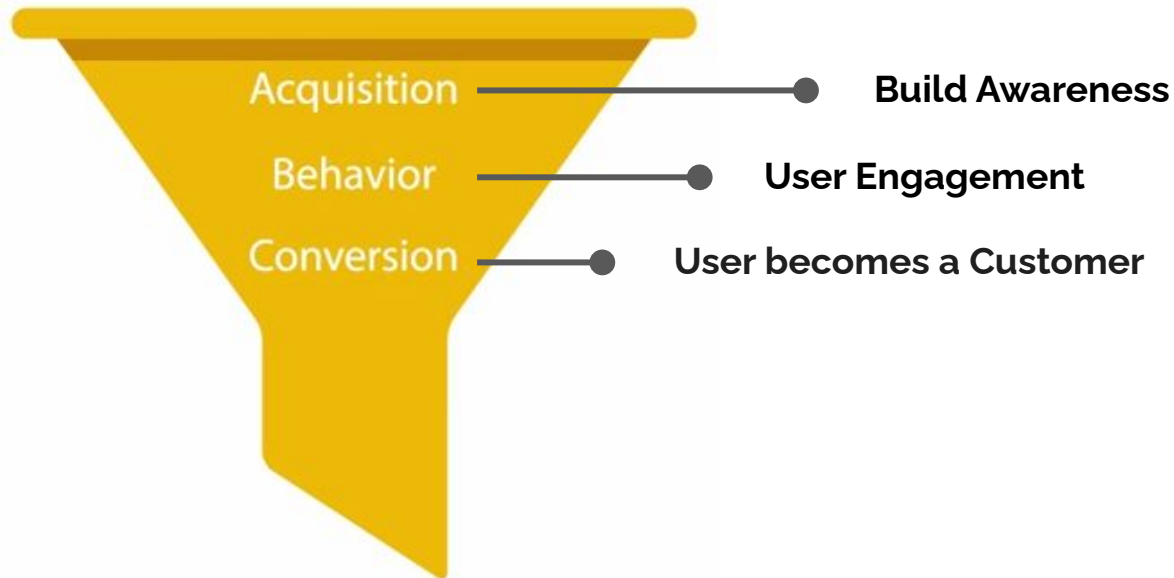 Acquisition Build Awareness
Behavior User Engagement
Conversion User becomes a Customer